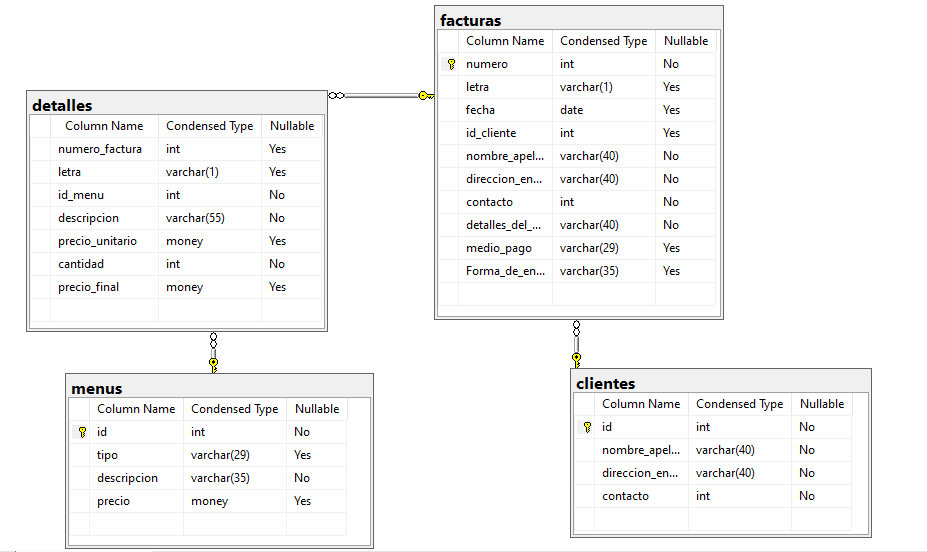 facturas
Column Name Condensed Type Nullable
numero int No
letra varchar(1) Yes
fecha date Yes
id_cliente int Yes
nombre_apel... varchar(40) No
direccion_en... varchar(40) No
contacto int No
detalles_del_... varchar(40) No
medio_pago varchar(29) Yes
Forma_de_en... varchar(35) Yes
detalles
Column Name Condensed Type Nullable
numero_factura int Yes
letra varchar(1) Yes
id_menu int No
descripcion varchar(55) No
precio_unitario money Yes
cantidad int No
precio_final money Yes
menus
Column Name Condensed Type Nullable
id int No
tipo varchar(29) Yes
descripcion varchar(35) No
precio money Yes
clientes
Column Name Condensed Type Nullable
id int No
nombre_apel... varchar(40) No
direccion_en... varchar(40) No
contacto int No